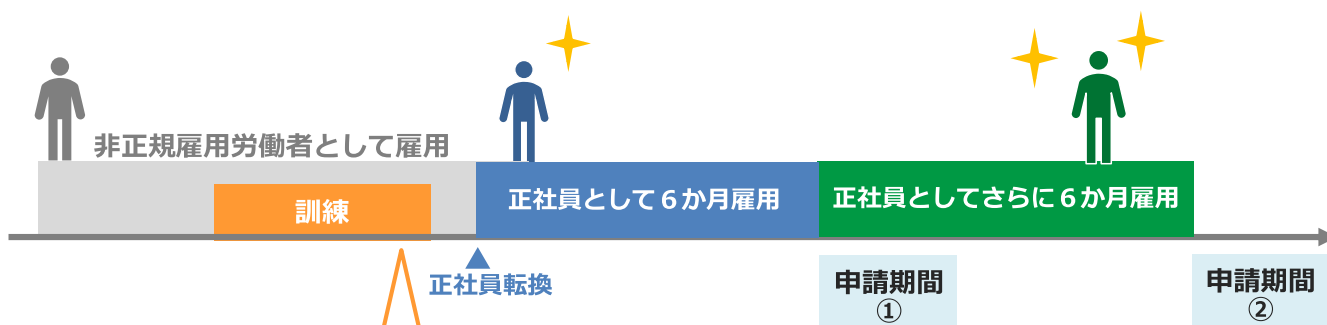 非正規雇用労働者として雇用
訓練
正社員として６か月雇用
正社員としてさらに６か月雇用
正社員転換
申請期間
①
申請期間
②